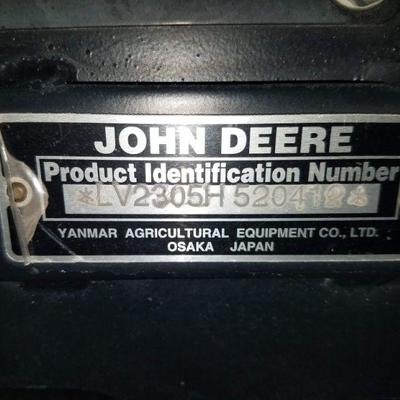 JOHN DEERE
Product Identification Number
*LV2305H520412*
YANMAR AGRICULTURAL EQUIPMENT CO., LTD.
OSAKA JAPAN